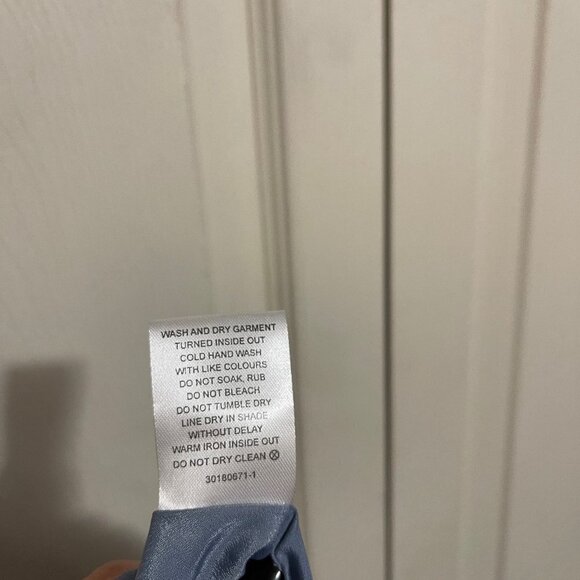 WASH AND DRY GARMENT
TURNED INSIDE OUT
COLD HAND WASH
WITH LIKE COLOURS
DO NOT SOAK, RUB
DO NOT BLEACH
DO NOT TUMBLE DRY
LINE DRY IN SHADE
WITHOUT DELAY
WARM IRON INSIDE OUT
DO NOT DRY CLEAN
30180671-1